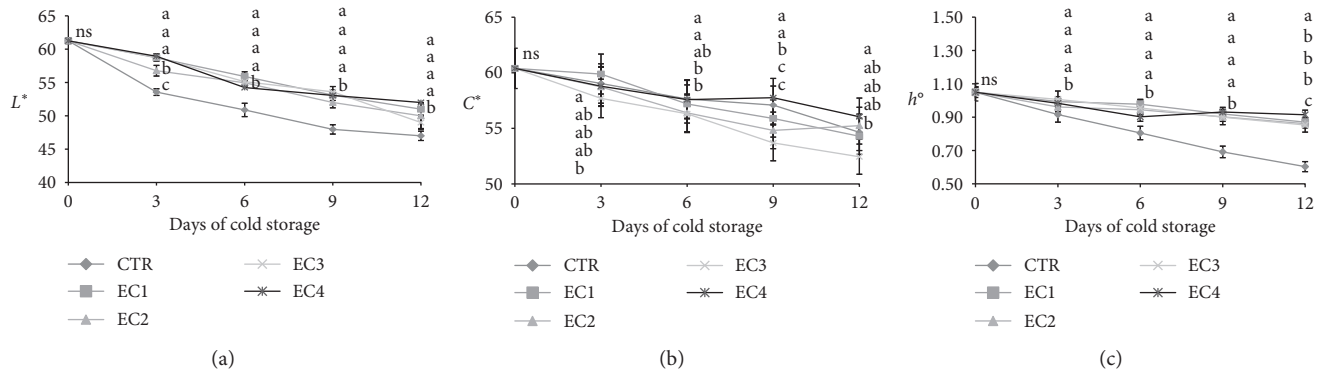 65
60
55
50
45
40
L*
ns
a
a
a
b
c
a
a
a
a
b
a
a
a
a
b
a
a
a
a
b
0 3 6 9 12
Days of cold storage
CTR EC3
EC1 EC4
EC2
(a)
65
60
55
50
C*
ns
a
ab
ab
ab
b
a
a
ab
b
b
a
a
b
c
c
a
ab
ab
ab
b
0 3 6 9 12
Days of cold storage
CTR EC3
EC1 EC4
EC2
(b)
1.50
1.30
1.10
0.90
0.70
0.50
h°
ns
a
a
a
a
b
a
a
a
a
b
a
a
a
a
b
a
b
b
b
c
0 3 6 9 12
Days of cold storage
CTR EC3
EC1 EC4
EC2
(c)